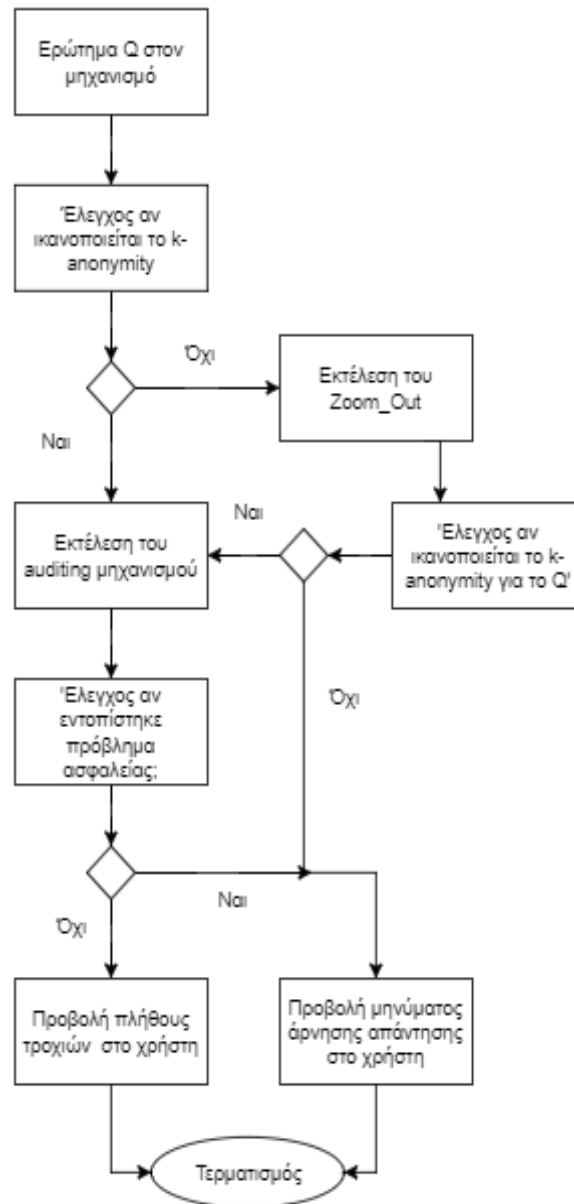 Ερώτημα Q στον
μηχανισμό
Έλεγχος αν
ικανοποιείται το k-
anonymity
Όχι
Εκτέλεση του
Zoom_Out
Ναι
Ναι
Εκτέλεση του
auditing μηχανισμού
'Ελεγχος αν
ικανοποιείται το k-
anonymity για το Q'
Όχι
'Ελεγχος αν
εντοπίστηκε
πρόβλημα
ασφαλείας;
Ναι
Όχι
Προβολή πλήθους
τροχιών στο χρήστη
Προβολή μηνύματος
άρνησης απάντησης
στο χρήστη
Τερματισμός